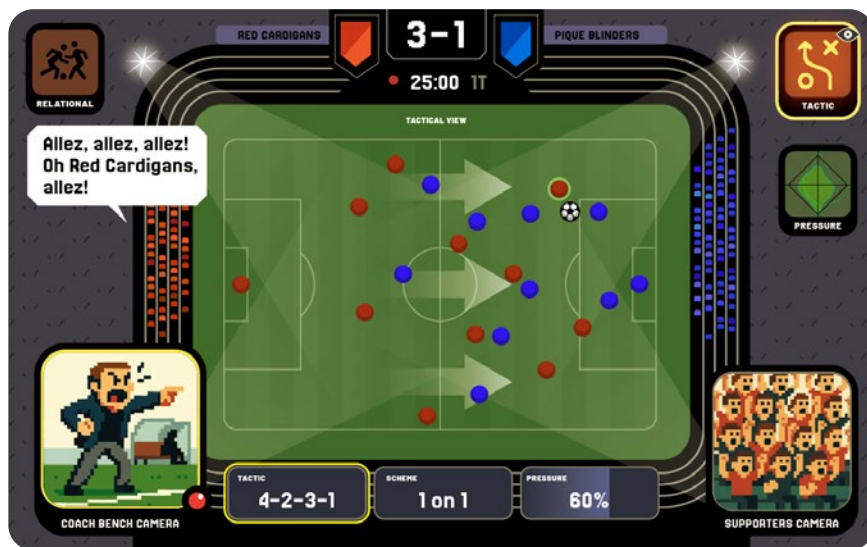 RED CARDIGANS
3-1
PIQUE BLINDERS
25:00 1T
RELATIONAL
TACTIC
TACTICAL VIEW
Allez, allez, allez!
Oh Red Cardigans,
allez!
PRESSURE
TACTIC
4-2-3-1
SCHEME
1 on 1
PRESSURE
60%
COACH BENCH CAMERA
SUPPORTERS CAMERA